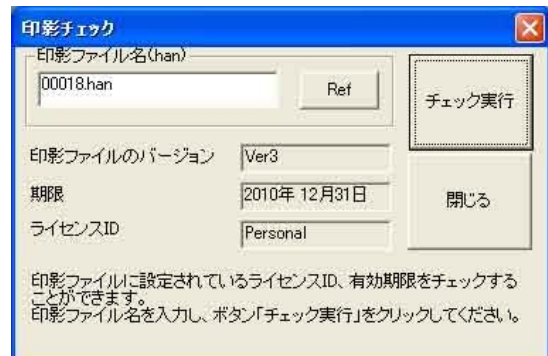 印影チェック
印影ファイル名(han)
00018.han
Ref
チェック実行
印影ファイルのバージョン
Ver3
期限
2010年 12月31日
閉じる
ライセンスID
Personal
印影ファイルに設定されているライセンスID、有効期限をチェックする
ことができます。
印影ファイル名を入力し、ボタン「チェック実行」をクリックしてください。